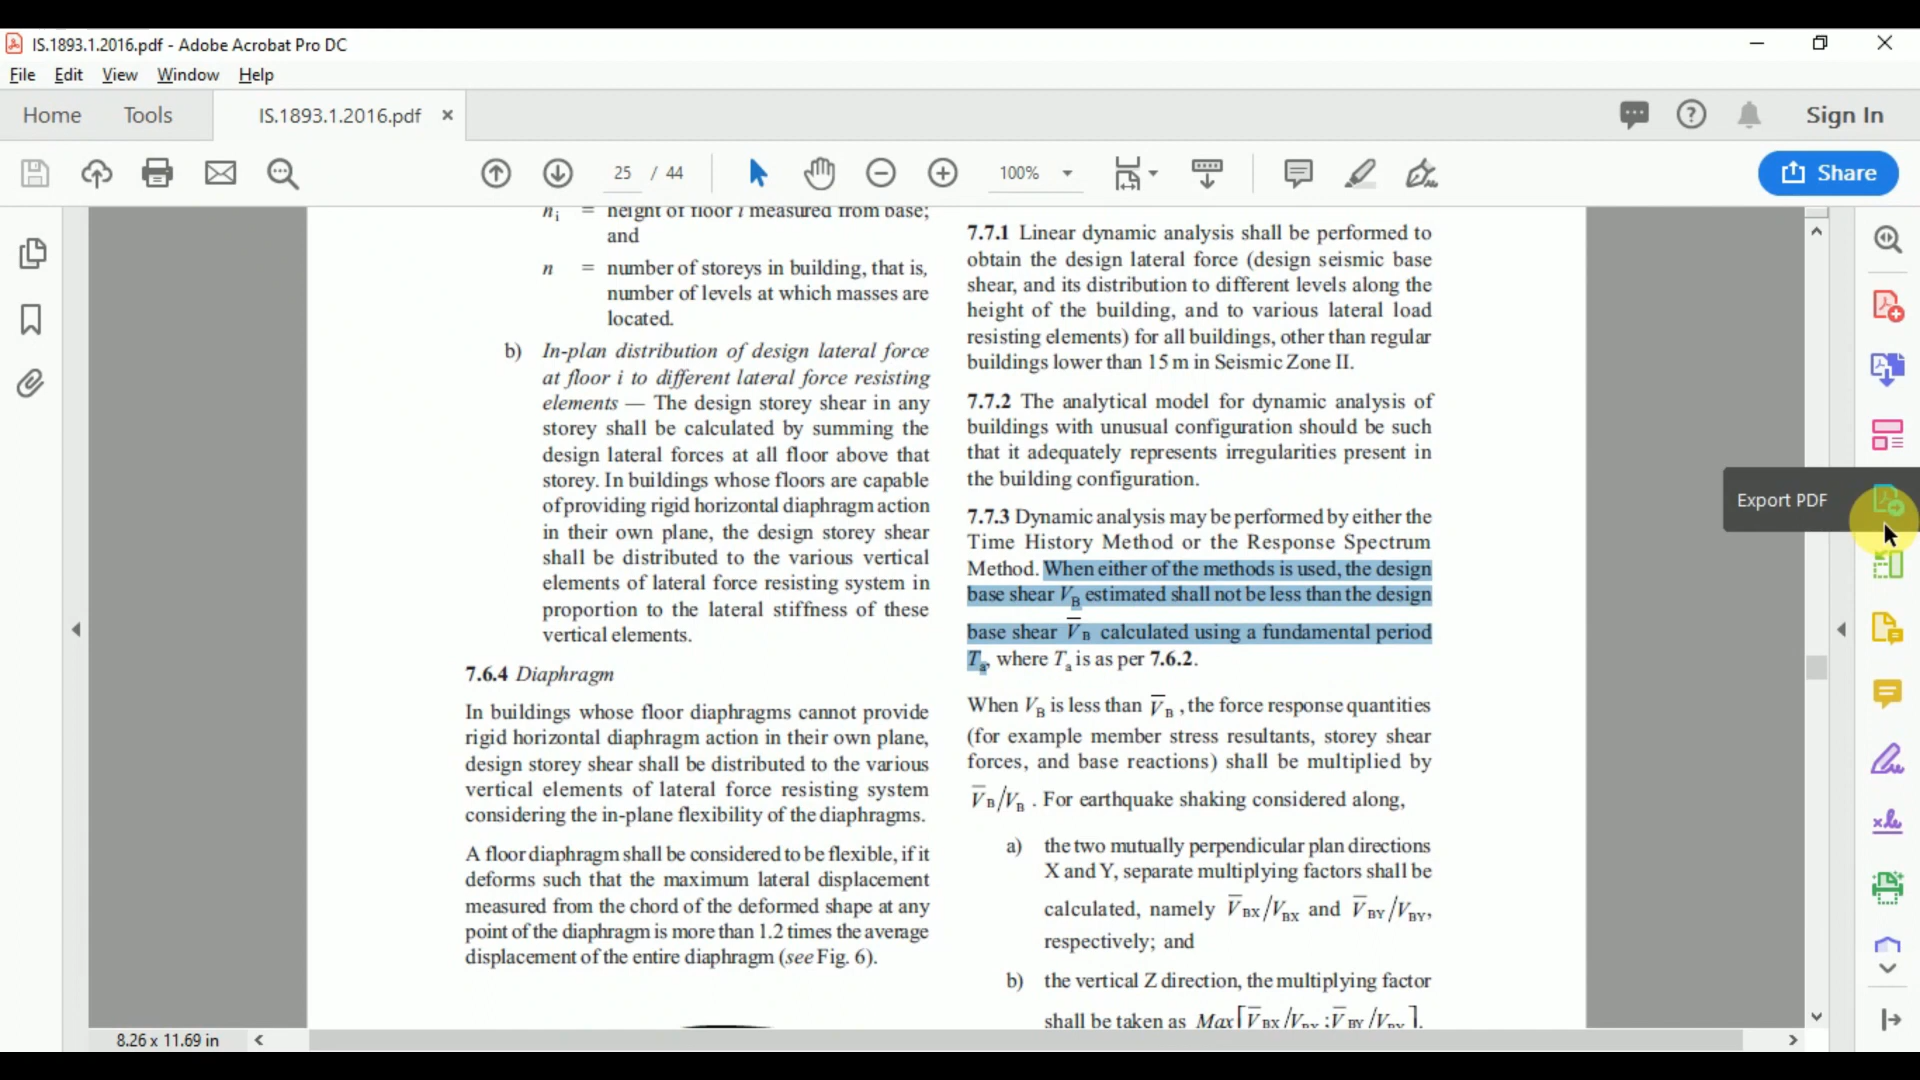 IS.1893.1.2016.pdf - Adobe Acrobat Pro DC
File Edit View Window Help
Home Tools IS.1893.1.2016.pdf × Sign In
25 / 44 100% Share
hᵢ = height of floor i measured from base;
and
n = number of storeys in building, that is,
number of levels at which masses are
located.
b) In-plan distribution of design lateral force
at floor i to different lateral force resisting
elements — The design storey shear in any
storey shall be calculated by summing the
design lateral forces at all floor above that
storey. In buildings whose floors are capable
of providing rigid horizontal diaphragm action
in their own plane, the design storey shear
shall be distributed to the various vertical
elements of lateral force resisting system in
proportion to the lateral stiffness of these
vertical elements.
7.6.4 Diaphragm
In buildings whose floor diaphragms cannot provide
rigid horizontal diaphragm action in their own plane,
design storey shear shall be distributed to the various
vertical elements of lateral force resisting system
considering the in-plane flexibility of the diaphragms.
A floor diaphragm shall be considered to be flexible, if it
deforms such that the maximum lateral displacement
measured from the chord of the deformed shape at any
point of the diaphragm is more than 1.2 times the average
displacement of the entire diaphragm (see Fig. 6).
7.7.1 Linear dynamic analysis shall be performed to
obtain the design lateral force (design seismic base
shear, and its distribution to different levels along the
height of the building, and to various lateral load
resisting elements) for all buildings, other than regular
buildings lower than 15 m in Seismic Zone II.
7.7.2 The analytical model for dynamic analysis of
buildings with unusual configuration should be such
that it adequately represents irregularities present in
the building configuration.
7.7.3 Dynamic analysis may be performed by either the
Time History Method or the Response Spectrum
Method. When either of the methods is used, the design
base shear V_B estimated shall not be less than the design
base shear V̅_B calculated using a fundamental period
T_a, where T_a is as per 7.6.2.
When V_B is less than V̅_B , the force response quantities
(for example member stress resultants, storey shear
forces, and base reactions) shall be multiplied by
V̅_B/V_B . For earthquake shaking considered along,
a) the two mutually perpendicular plan directions
X and Y, separate multiplying factors shall be
calculated, namely V̅_BX/V_BX and V̅_BY/V_BY,
respectively; and
b) the vertical Z direction, the multiplying factor
shall be taken as Max[V̅_BX/V_BX ; V̅_BY/V_BY].
Export PDF
8.26 x 11.69 in